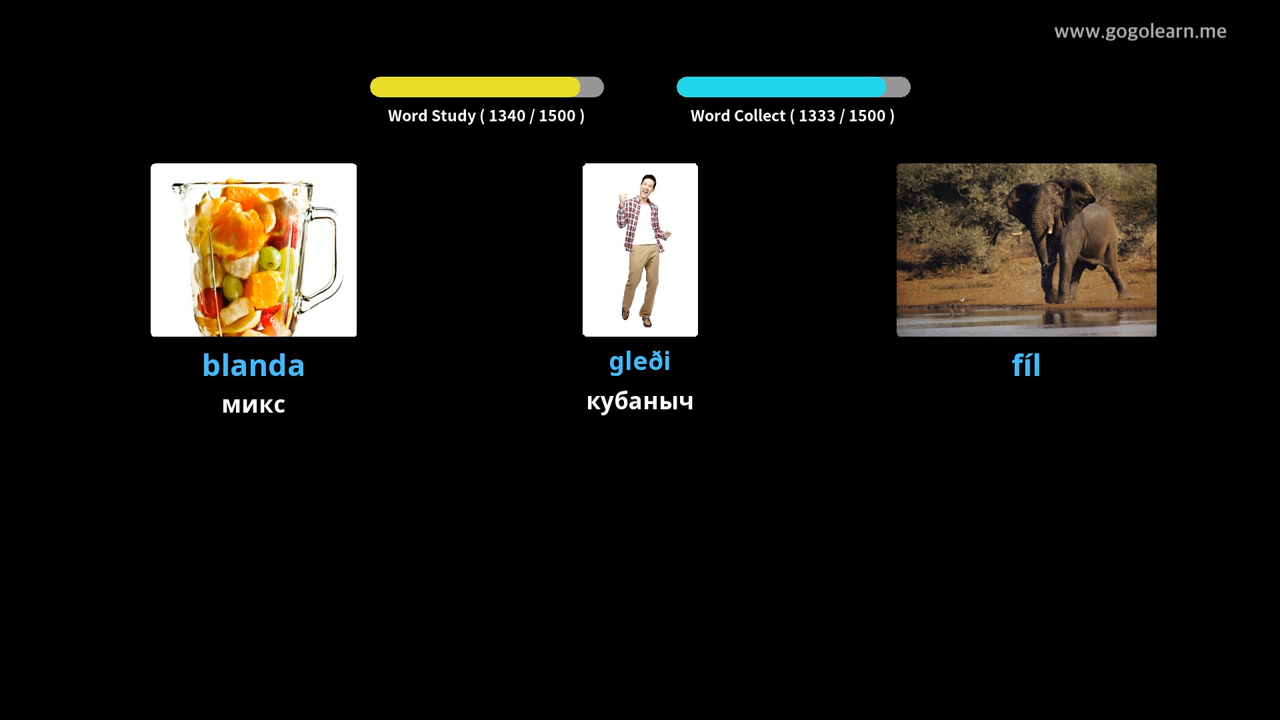 www.gogolearn.me
Word Study ( 1340 / 1500 )
Word Collect ( 1333 / 1500 )
blanda
микс
gleði
кубаныч
fíl